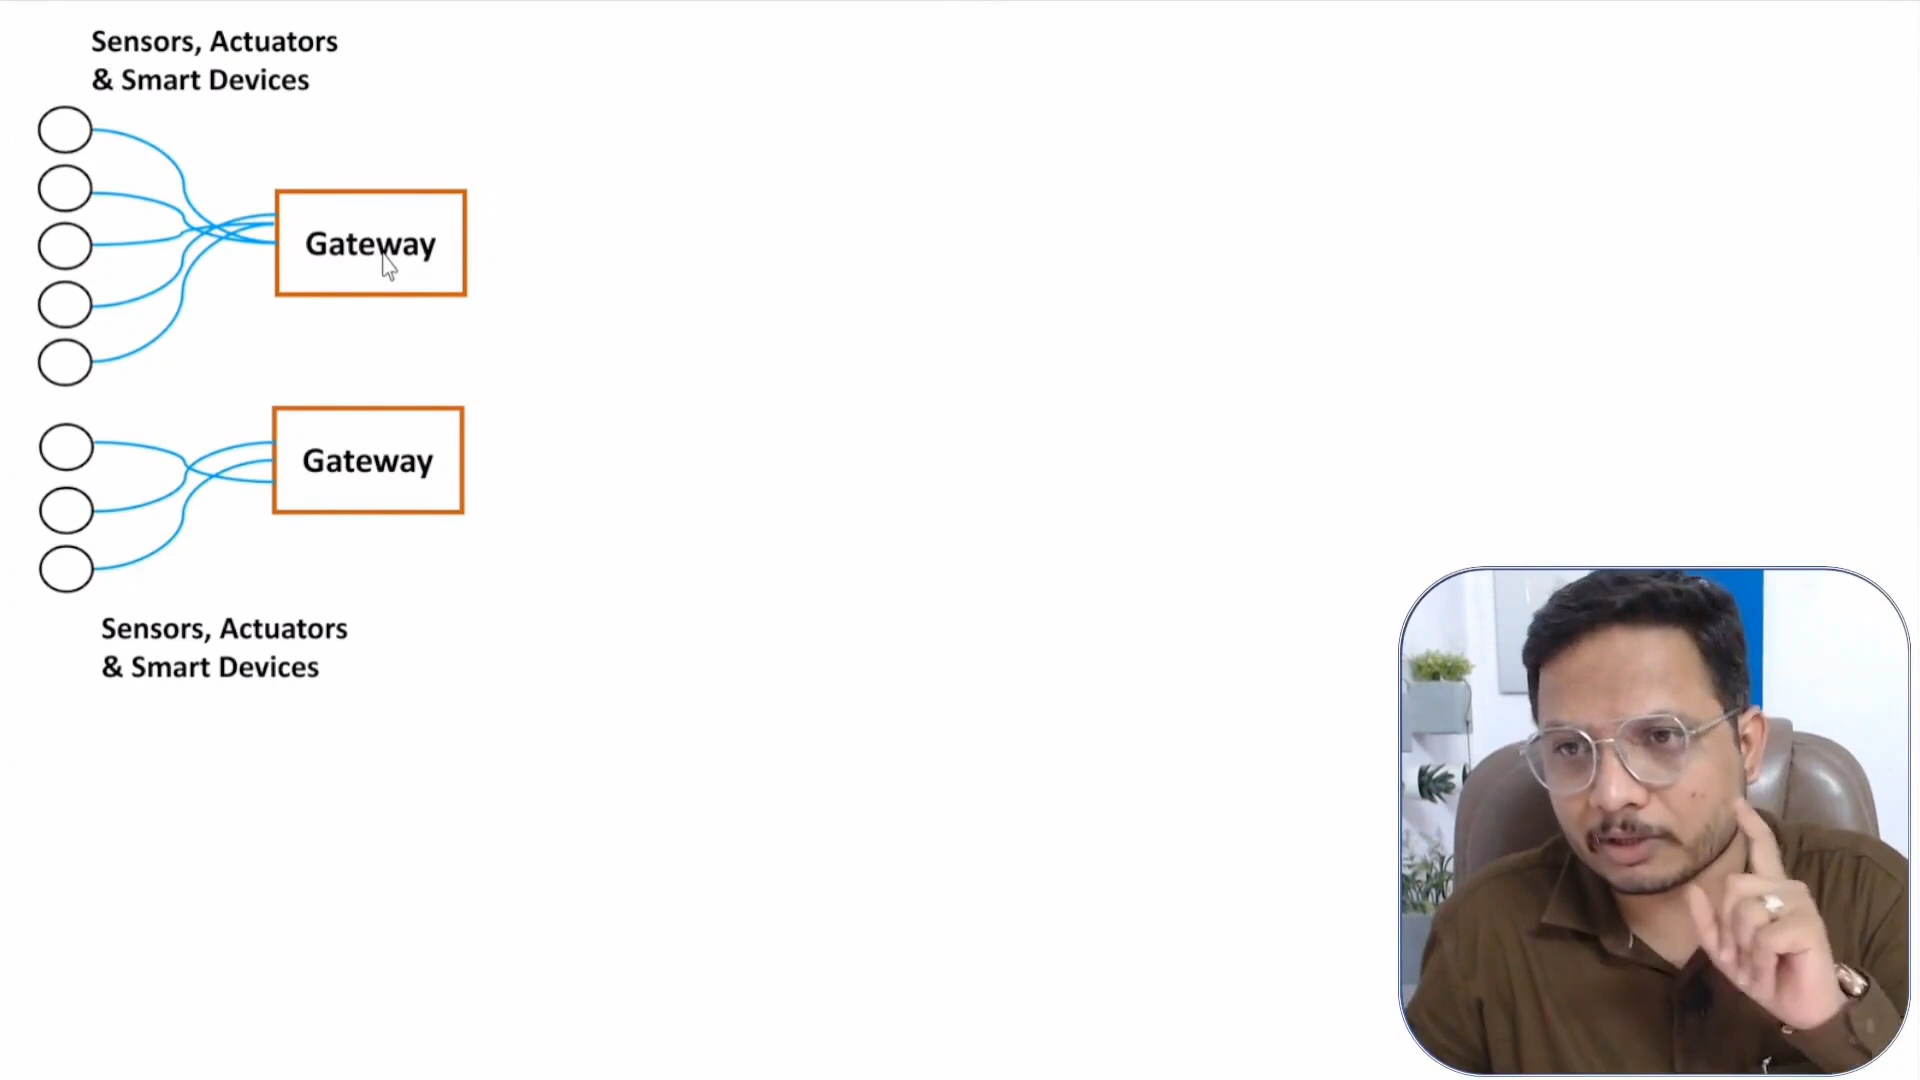 Sensors, Actuators
& Smart Devices
Gateway
Gateway
Sensors, Actuators
& Smart Devices